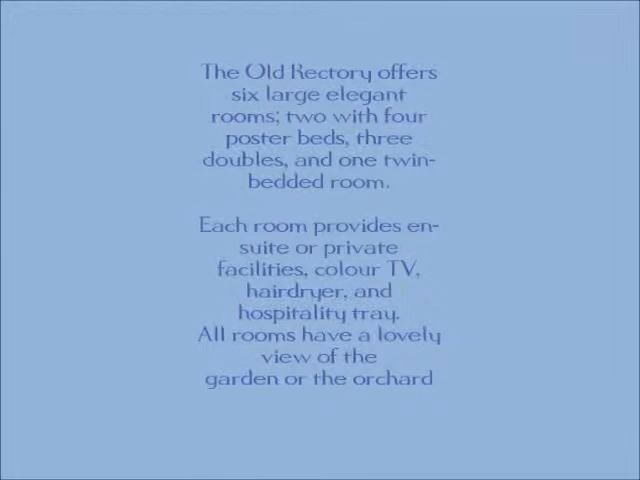 The Old Rectory offers
six large elegant
rooms; two with four
poster beds, three
doubles, and one twin-
bedded room.
Each room provides en-
suite or private
facilities, colour TV,
hairdryer, and
hospitality tray.
All rooms have a lovely
view of the
garden or the orchard